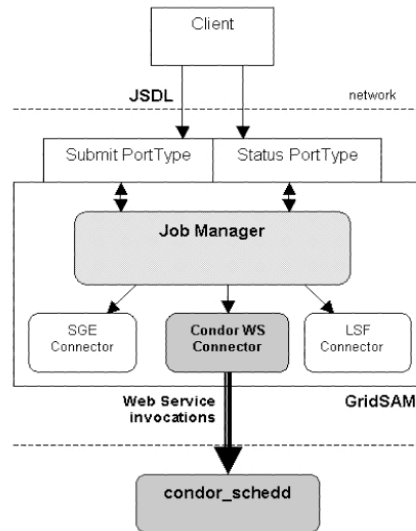 Client
JSDL
network
Submit PortType
Status PortType
Job Manager
SGE
Connector
Condor WS
Connector
LSF
Connector
Web Service
invocations
GridSAM
condor_schedd